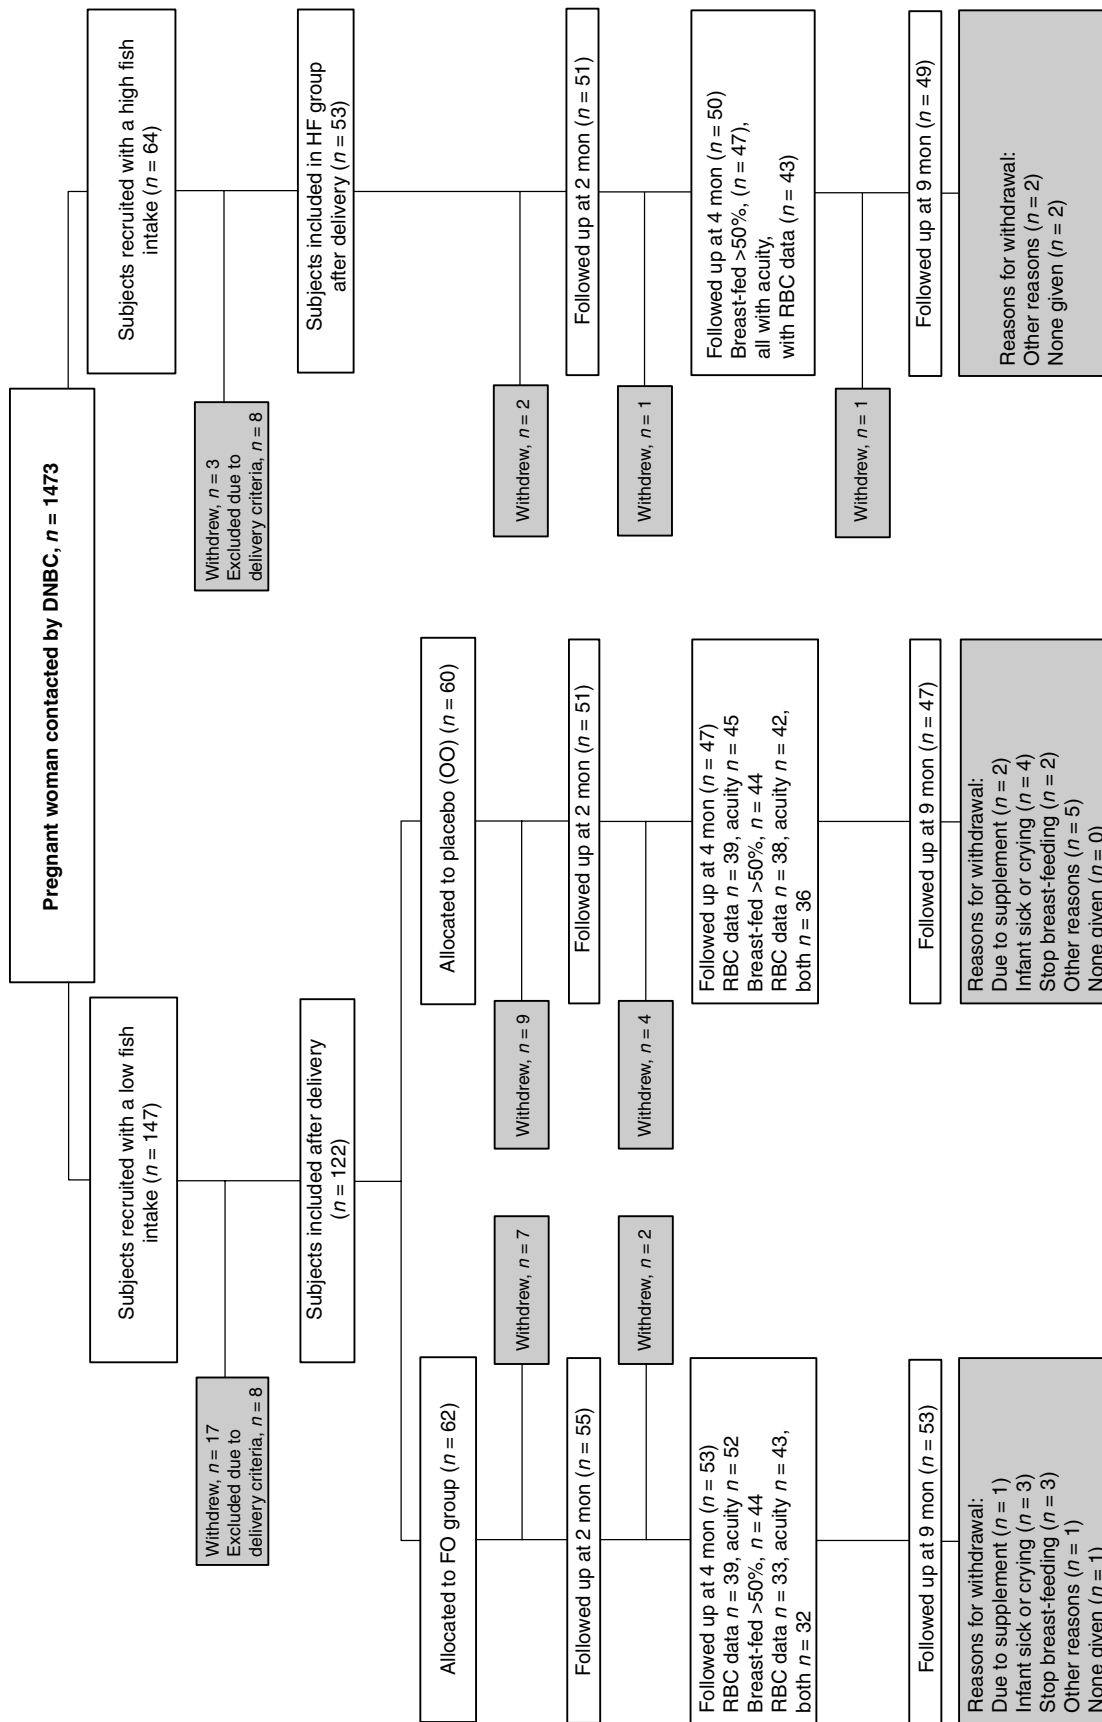 Pregnant woman contacted by DNBC, n = 1473
Subjects recruited with a low fish
intake (n = 147)
Subjects recruited with a high fish
intake (n = 64)
Withdrew, n = 17
Excluded due to
delivery criteria, n = 8
Withdrew, n = 3
Excluded due to
delivery criteria, n = 8
Subjects included after delivery
(n = 122)
Subjects included in HF group
after delivery (n = 53)
Allocated to FO group (n = 62)
Allocated to placebo (OO) (n = 60)
Withdrew, n = 7
Withdrew, n = 9
Withdrew, n = 2
Followed up at 2 mon (n = 55)
Followed up at 2 mon (n = 51)
Followed up at 2 mon (n = 51)
Withdrew, n = 2
Withdrew, n = 4
Withdrew, n = 1
Followed up at 4 mon (n = 53)
RBC data n = 39, acuity n = 52
Breast-fed >50%, n = 44
RBC data n = 33, acuity n = 43,
both n = 32
Followed up at 4 mon (n = 47)
RBC data n = 39, acuity n = 45
Breast-fed >50%, n = 44
RBC data n = 38, acuity n = 42,
both n = 36
Followed up at 4 mon (n = 50)
Breast-fed >50%, (n = 47),
all with acuity,
with RBC data (n = 43)
Withdrew, n = 1
Followed up at 9 mon (n = 53)
Followed up at 9 mon (n = 47)
Followed up at 9 mon (n = 49)
Reasons for withdrawal:
Due to supplement (n = 1)
Infant sick or crying (n = 3)
Stop breast-feeding (n = 3)
Other reasons (n = 1)
None given (n = 1)
Reasons for withdrawal:
Due to supplement (n = 2)
Infant sick or crying (n = 4)
Stop breast-feeding (n = 2)
Other reasons (n = 5)
None given (n = 0)
Reasons for withdrawal:
Other reasons (n = 2)
None given (n = 2)